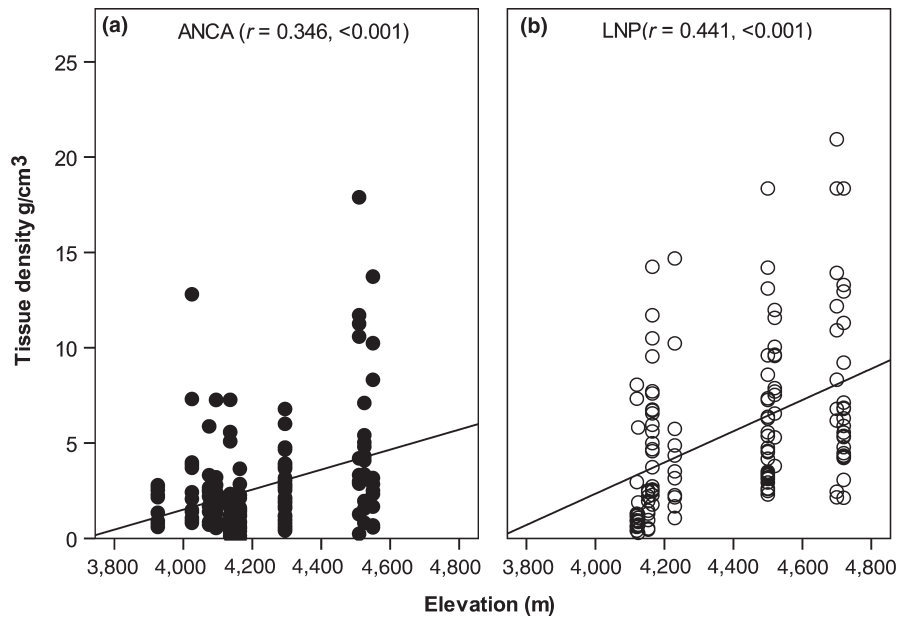 (a) ANCA (r = 0.346, <0.001)
(b) LNP(r = 0.441, <0.001)
Tissue density g/cm3
25
20
15
10
5
0
3,800 4,000 4,200 4,400 4,600 4,800
3,800 4,000 4,200 4,400 4,600 4,800
Elevation (m)